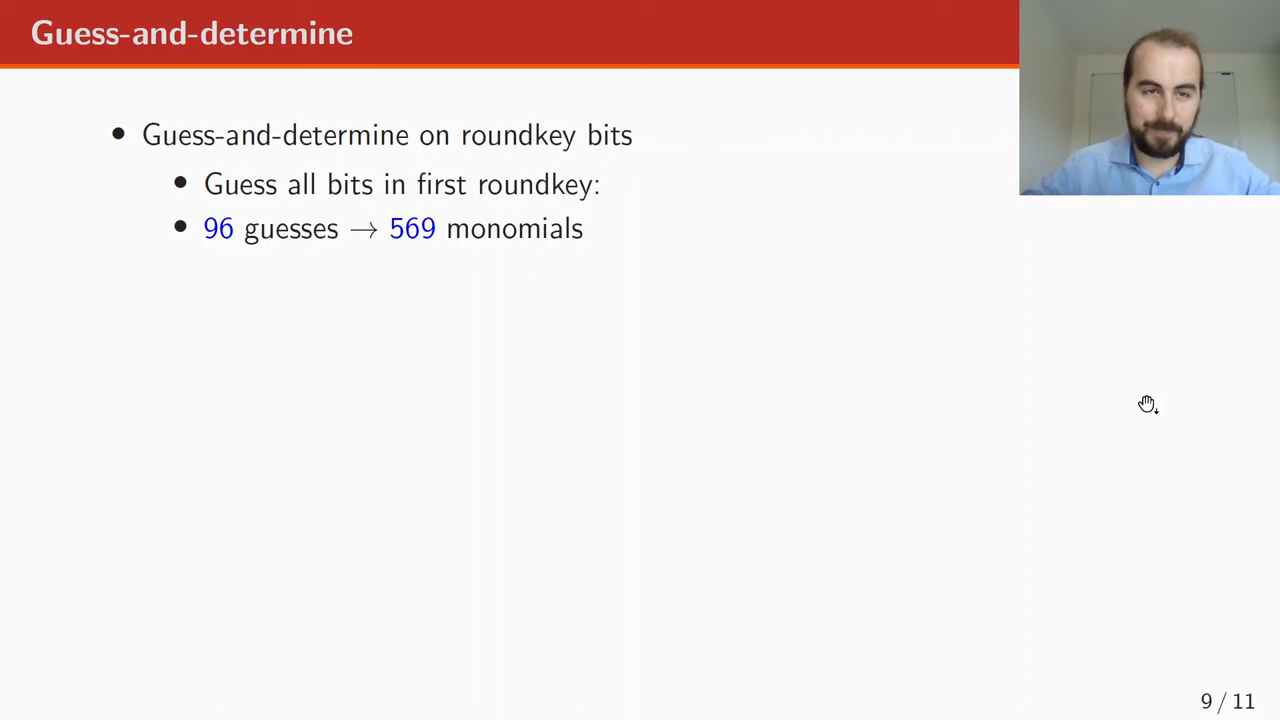 Guess-and-determine
• Guess-and-determine on roundkey bits
• Guess all bits in first roundkey:
• 96 guesses → 569 monomials
9 / 11